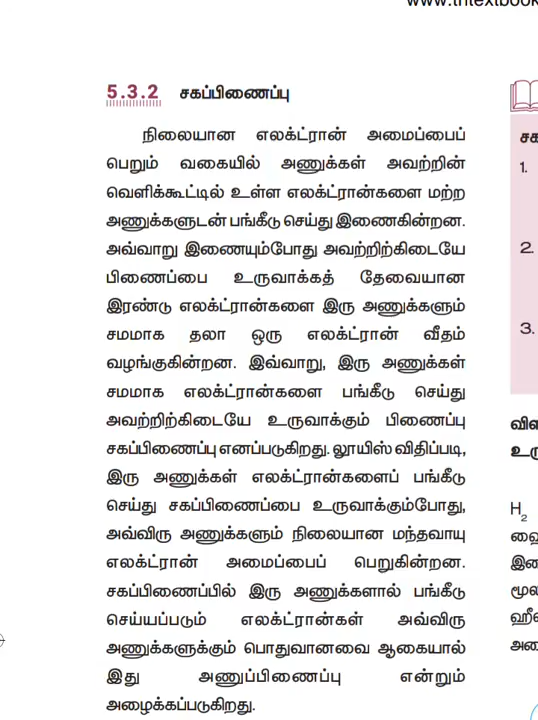 5.3.2 சகப்பிணைப்பு
நிலையான எலக்ட்ரான் அமைப்பைப்
பெறும் வகையில் அணுக்கள் அவற்றின்
வெளிக்கூட்டில் உள்ள எலக்ட்ரான்களை மற்ற
அணுக்களுடன் பங்கீடு செய்து இணைகின்றன.
அவ்வாறு இணையும்போது அவற்றிற்கிடையே
பிணைப்பை உருவாக்கத் தேவையான
இரண்டு எலக்ட்ரான்களை இரு அணுக்களும்
சமமாக தலா ஒரு எலக்ட்ரான் வீதம்
வழங்குகின்றன. இவ்வாறு, இரு அணுக்கள்
சமமாக எலக்ட்ரான்களை பங்கீடு செய்து
அவற்றிற்கிடையே உருவாக்கும் பிணைப்பு
சகப்பிணைப்பு எனப்படுகிறது. லூயிஸ் விதிப்படி,
இரு அணுக்கள் எலக்ட்ரான்களைப் பங்கீடு
செய்து சகப்பிணைப்பை உருவாக்கும்போது,
அவ்விரு அணுக்களும் நிலையான மந்தவாயு
எலக்ட்ரான் அமைப்பைப் பெறுகின்றன.
சகப்பிணைப்பில் இரு அணுக்களால் பங்கீடு
செய்யப்படும் எலக்ட்ரான்கள் அவ்விரு
அணுக்களுக்கும் பொதுவானவை ஆகையால்
இது அணுப்பிணைப்பு என்றும்
அழைக்கப்படுகிறது.
1.
2.
3.
H₂